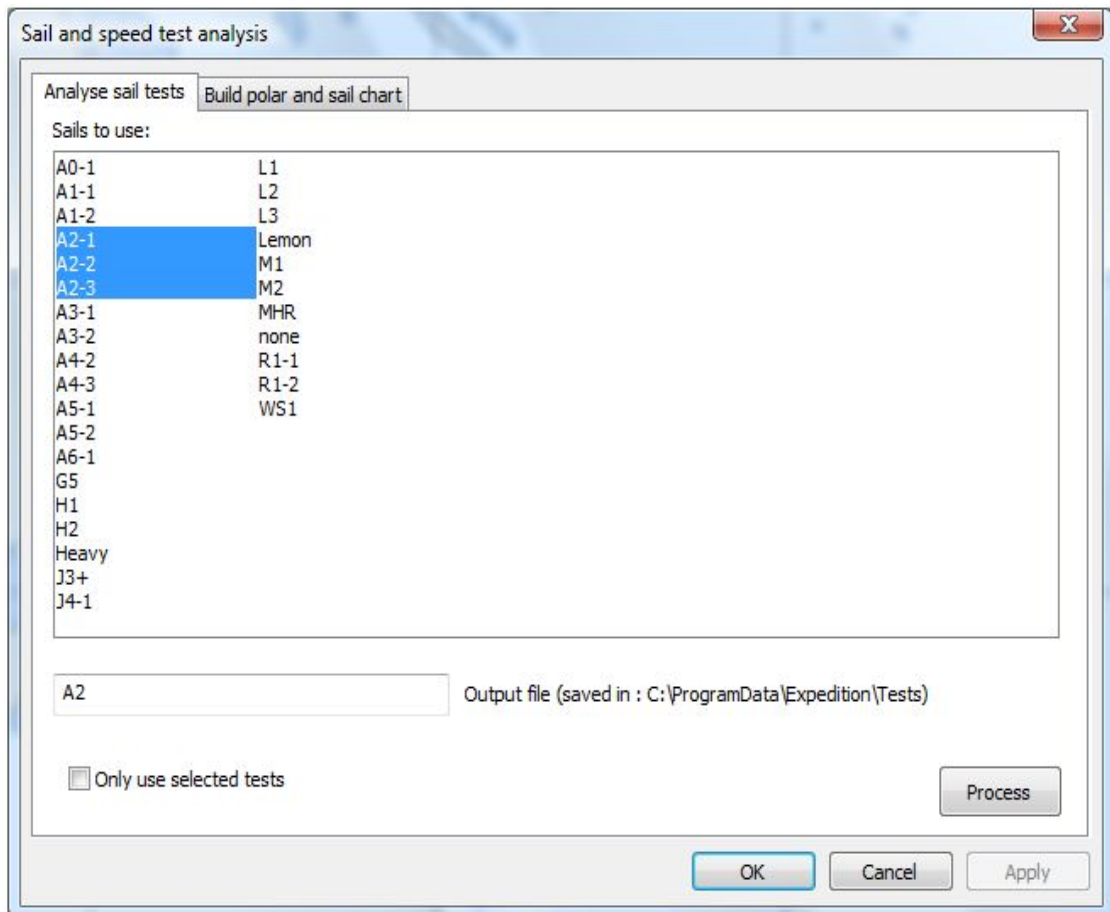 Sail and speed test analysis
Analyse sail tests
Build polar and sail chart
Sails to use:
A0-1
A1-1
A1-2
A2-1
A2-2
A2-3
A3-1
A3-2
A4-2
A4-3
A5-1
A5-2
A6-1
G5
H1
H2
Heavy
J3+
J4-1
L1
L2
L3
Lemon
M1
M2
MHR
none
R1-1
R1-2
WS1
A2
Output file (saved in : C:\ProgramData\Expedition\Tests)
Only use selected tests
Process
OK
Cancel
Apply